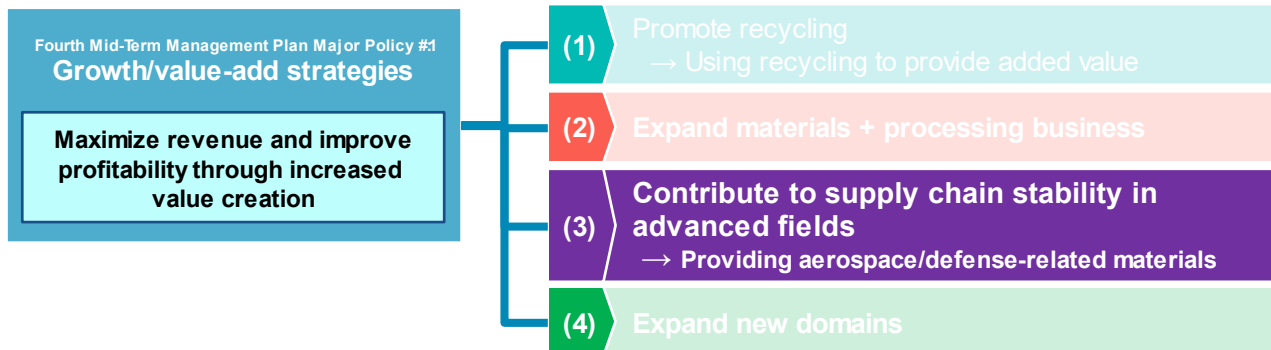 Fourth Mid-Term Management Plan Major Policy #1
Growth/value-add strategies
Maximize revenue and improve
profitability through increased
value creation
(1)
Promote recycling
→ Using recycling to provide added value
(2)
Expand materials + processing business
(3)
Contribute to supply chain stability in
advanced fields
→ Providing aerospace/defense-related materials
(4)
Expand new domains